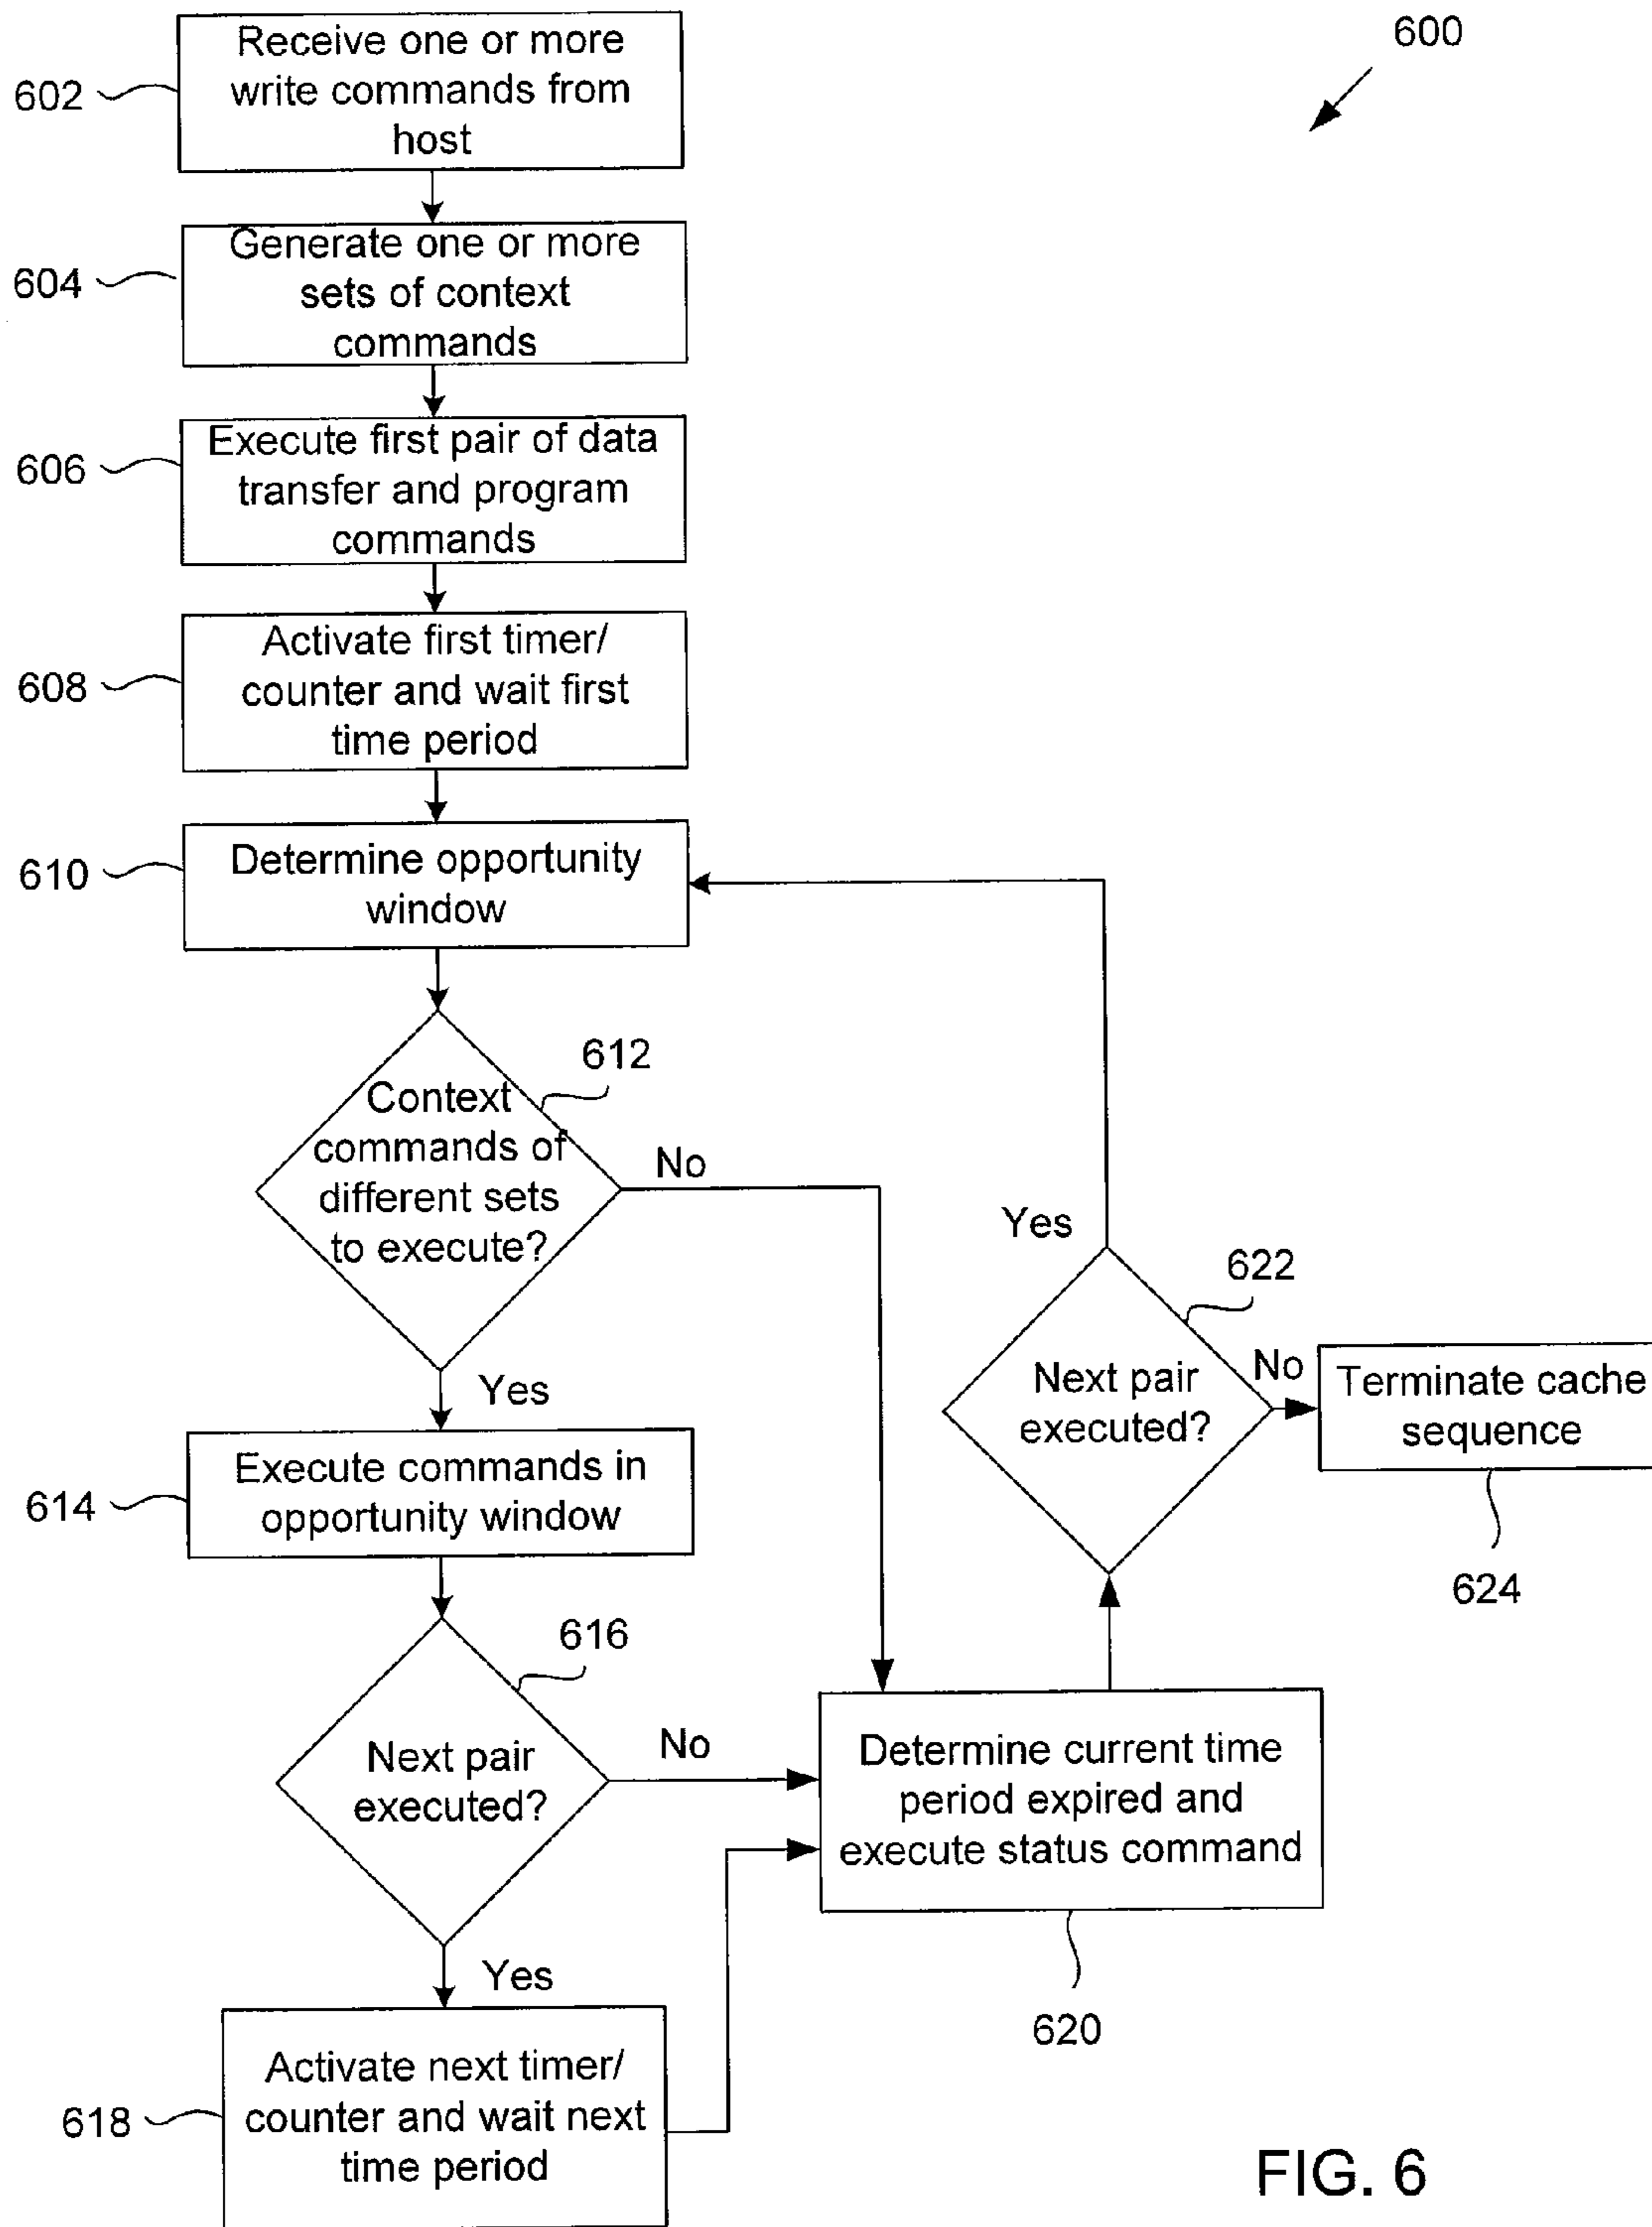 600
Receive one or more
write commands from
host
602
Generate one or more
sets of context
commands
604
Execute first pair of data
transfer and program
commands
606
Activate first timer/
counter and wait first
time period
608
Determine opportunity
window
610
612
Context
commands of
different sets
to execute?
No
Yes
Execute commands in
opportunity window
614
616
Next pair
executed?
No
Yes
Activate next timer/
counter and wait next
time period
618
Determine current time
period expired and
execute status command
620
622
Next pair
executed?
Yes
No
Terminate cache
sequence
624
FIG. 6